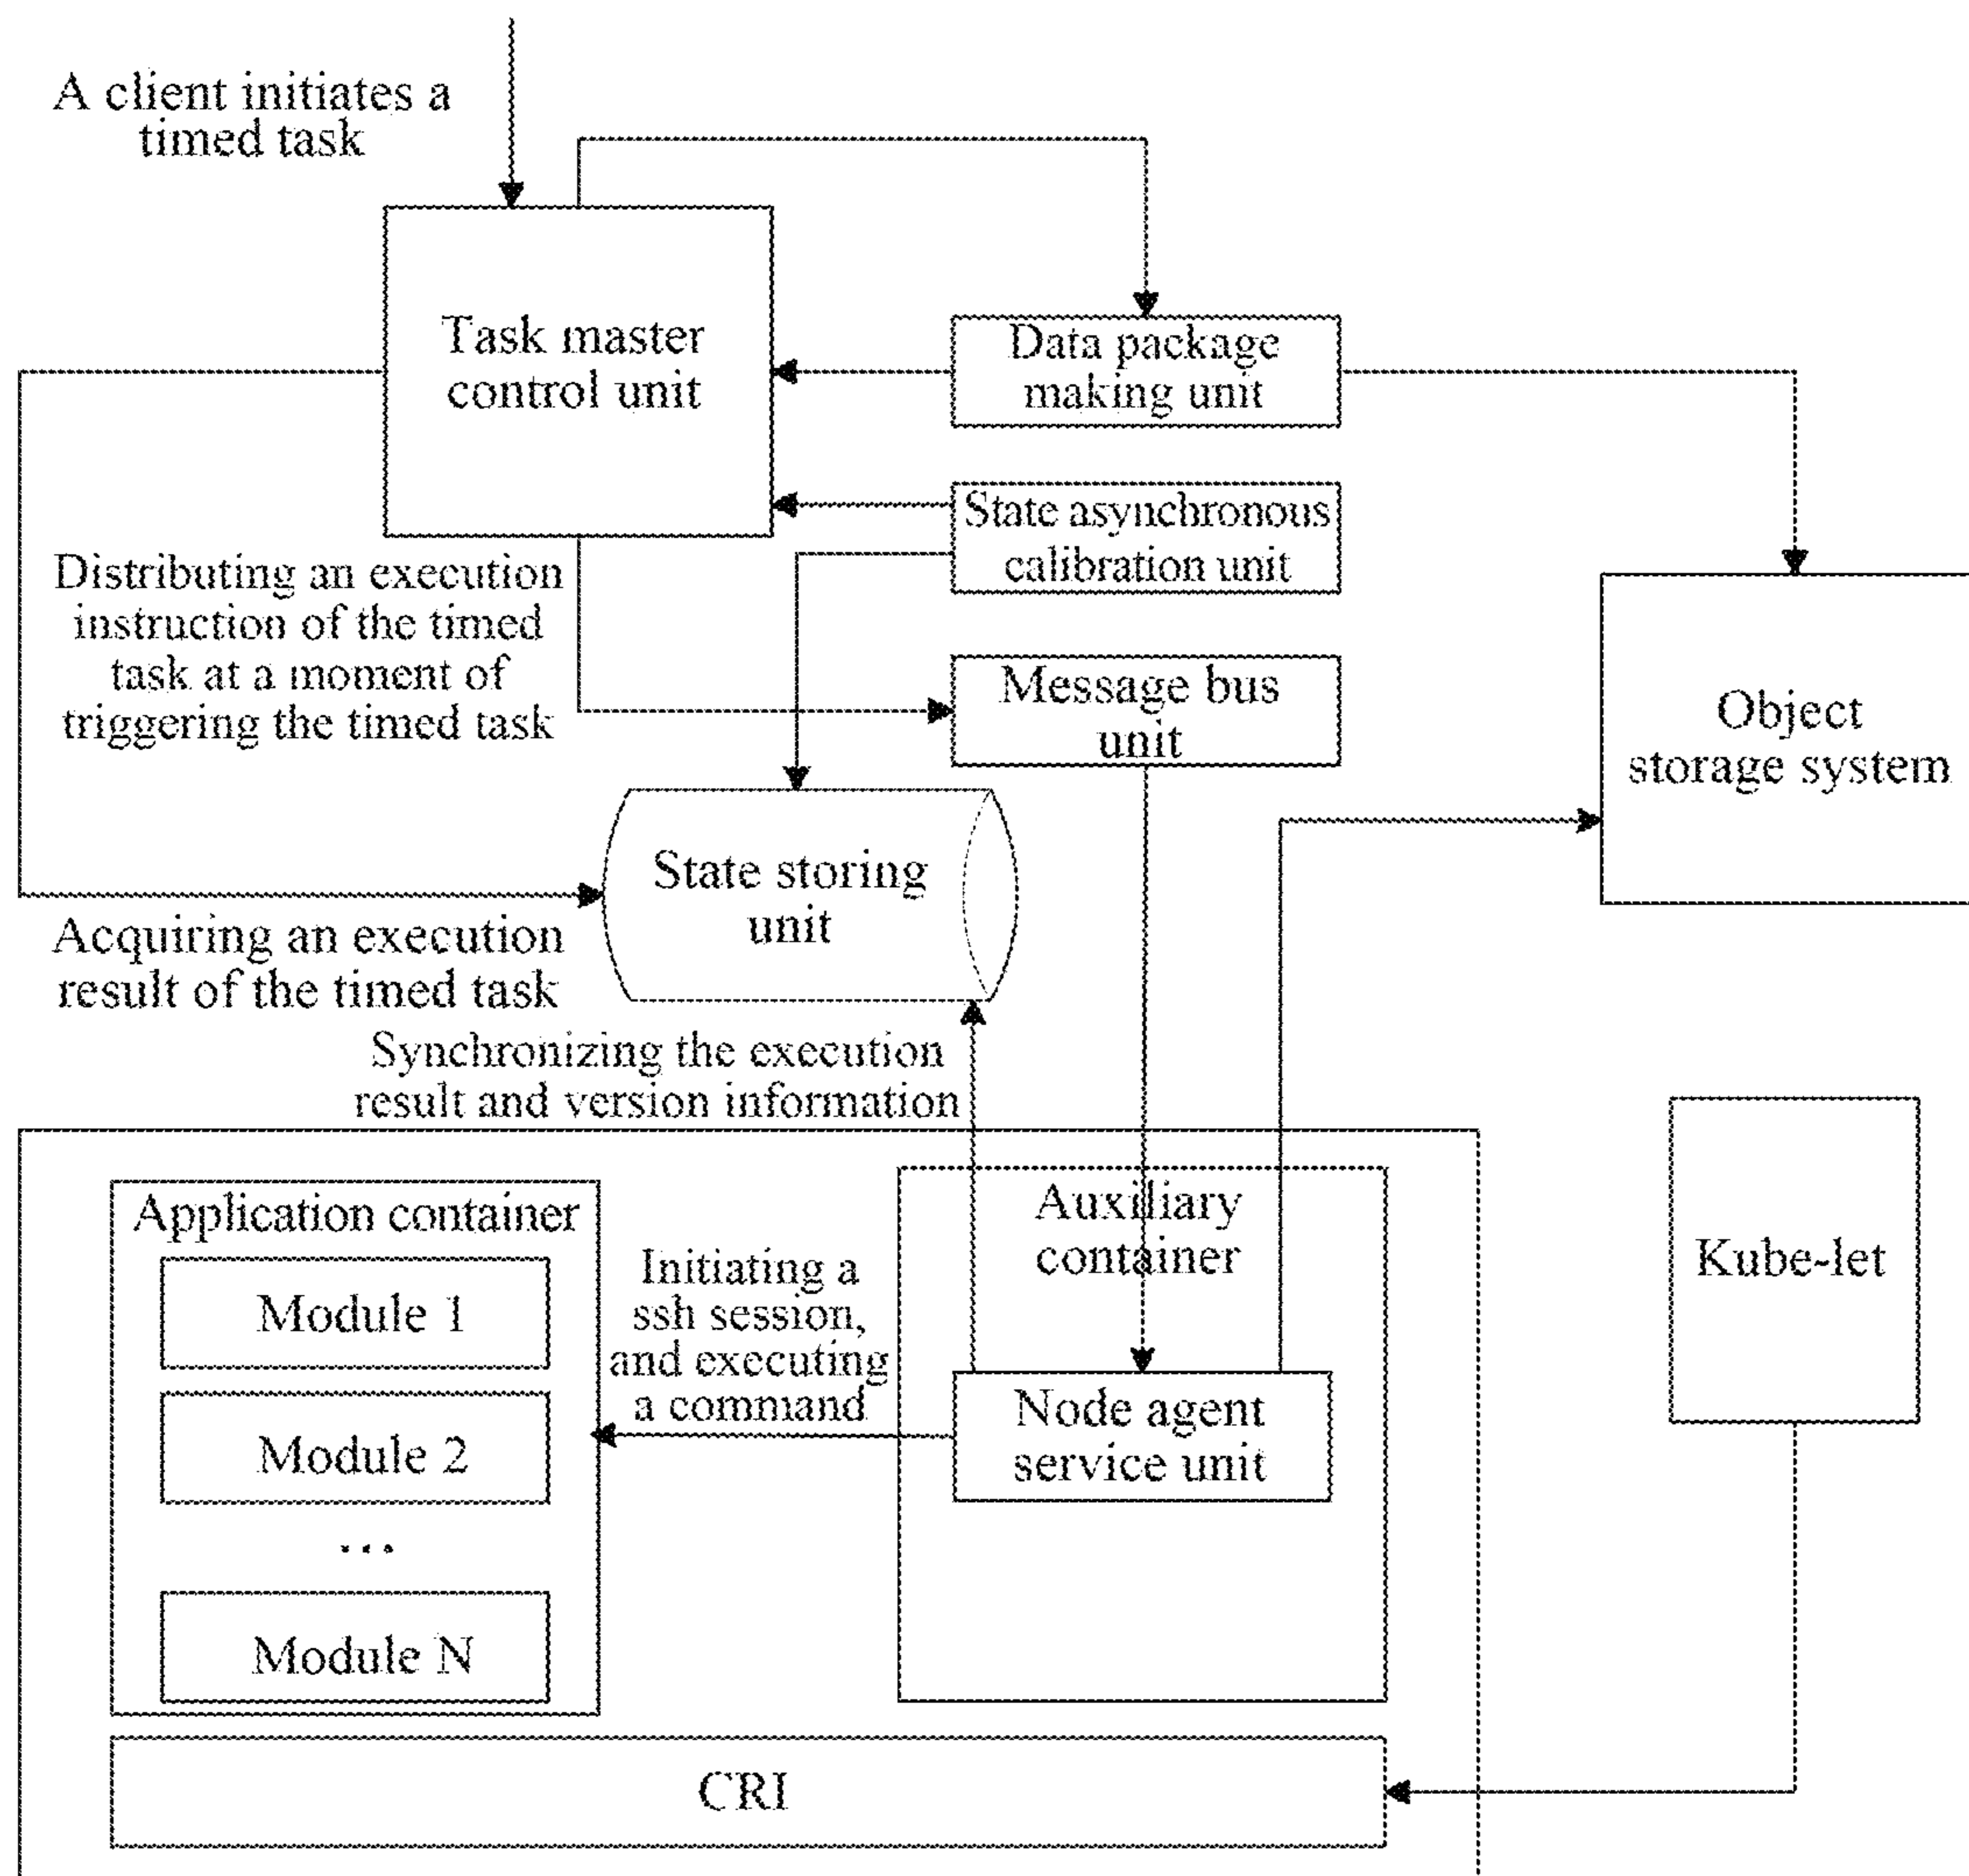 A client initiates a
timed task
Task master
control unit
Data package
making unit
State asynchronous
calibration unit
Distributing an execution
instruction of the timed
task at a moment of
triggering the timed task
Message bus
unit
Object
storage system
State storing
unit
Acquiring an execution
result of the timed task
Synchronizing the execution
result and version information
Application container
Module 1
Module 2
...
Module N
Initiating a
ssh session,
and executing
a command
Auxiliary
container
Node agent
service unit
Kube-let
CRI